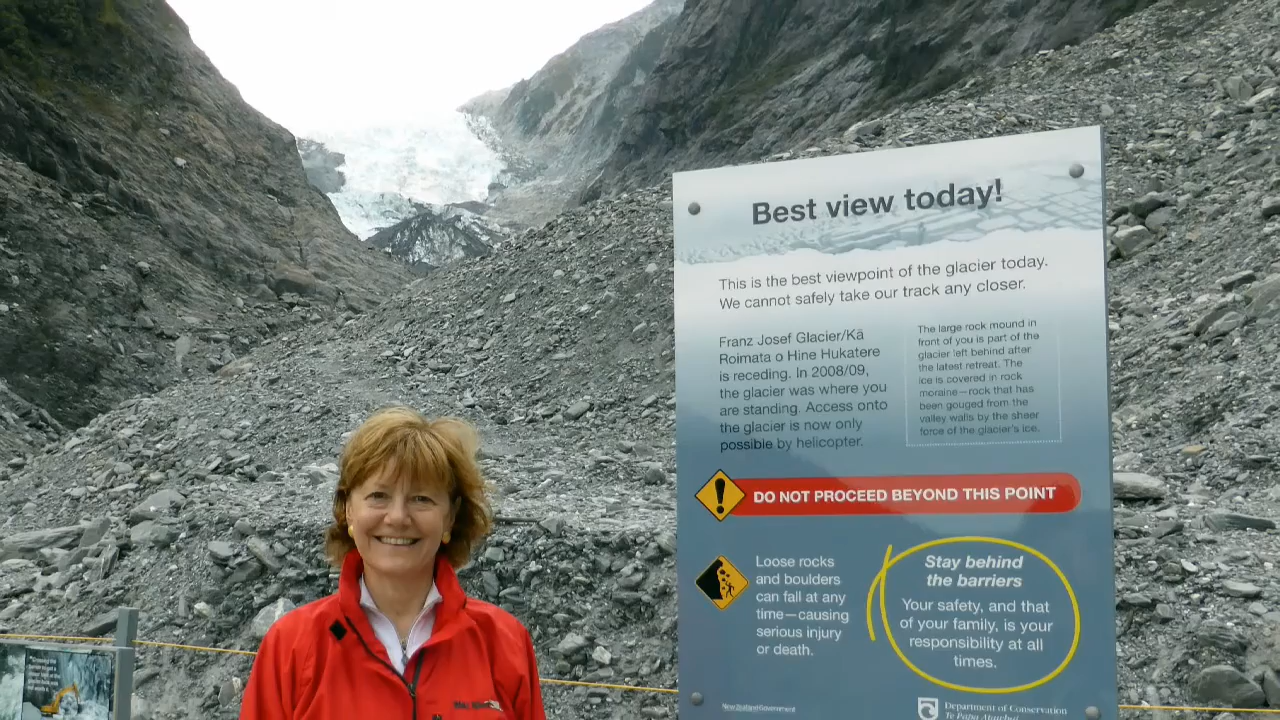 Best view today!
This is the best viewpoint of the glacier today.
We cannot safely take our track any closer.
Franz Josef Glacier/Kā
Roimata o Hine Hukatere
is receding. In 2008/09,
the glacier was where you
are standing. Access onto
the glacier is now only
possible by helicopter.
The large rock mound in
front of you is part of the
glacier left behind after
the latest retreat. The
ice is covered in rock
moraine—rock that has
been gouged from the
valley walls by the sheer
force of the glacier's ice.
DO NOT PROCEED BEYOND THIS POINT
Loose rocks
and boulders
can fall at any
time—causing
serious injury
or death.
Stay behind
the barriers
Your safety, and that
of your family, is your
responsibility at all
times.
New Zealand Government
Department of Conservation
Te Papa Atawhai